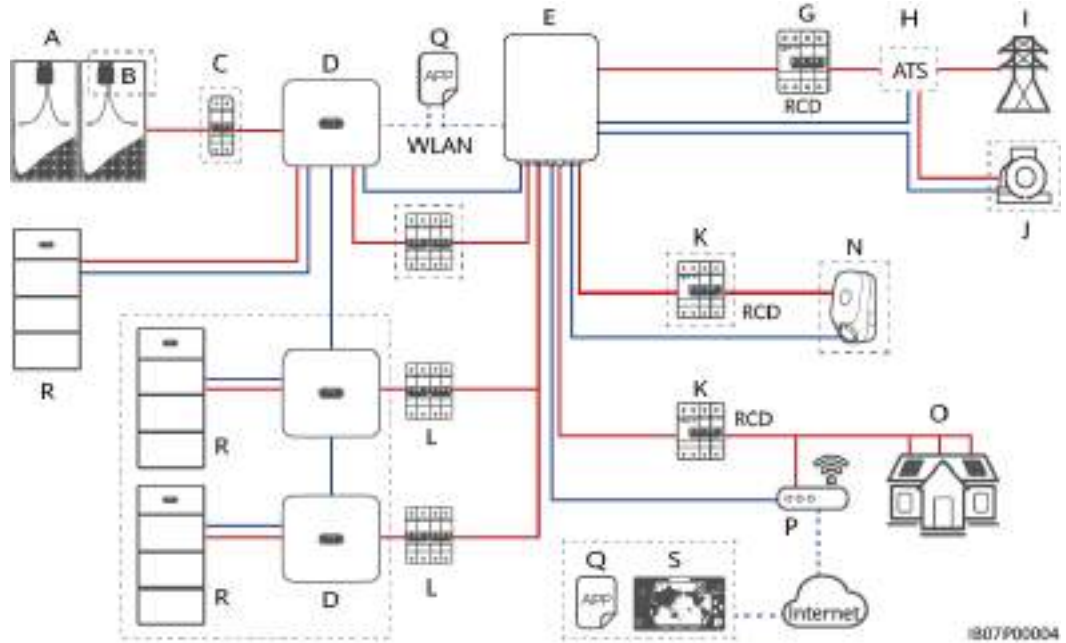 A
B
C
D
Q
APP
WLAN
E
G
RCD
H
ATS
I
J
K
RCD
N
R
R
L
K
RCD
O
P
R
D
L
Q
APP
S
Internet
IB07P00004